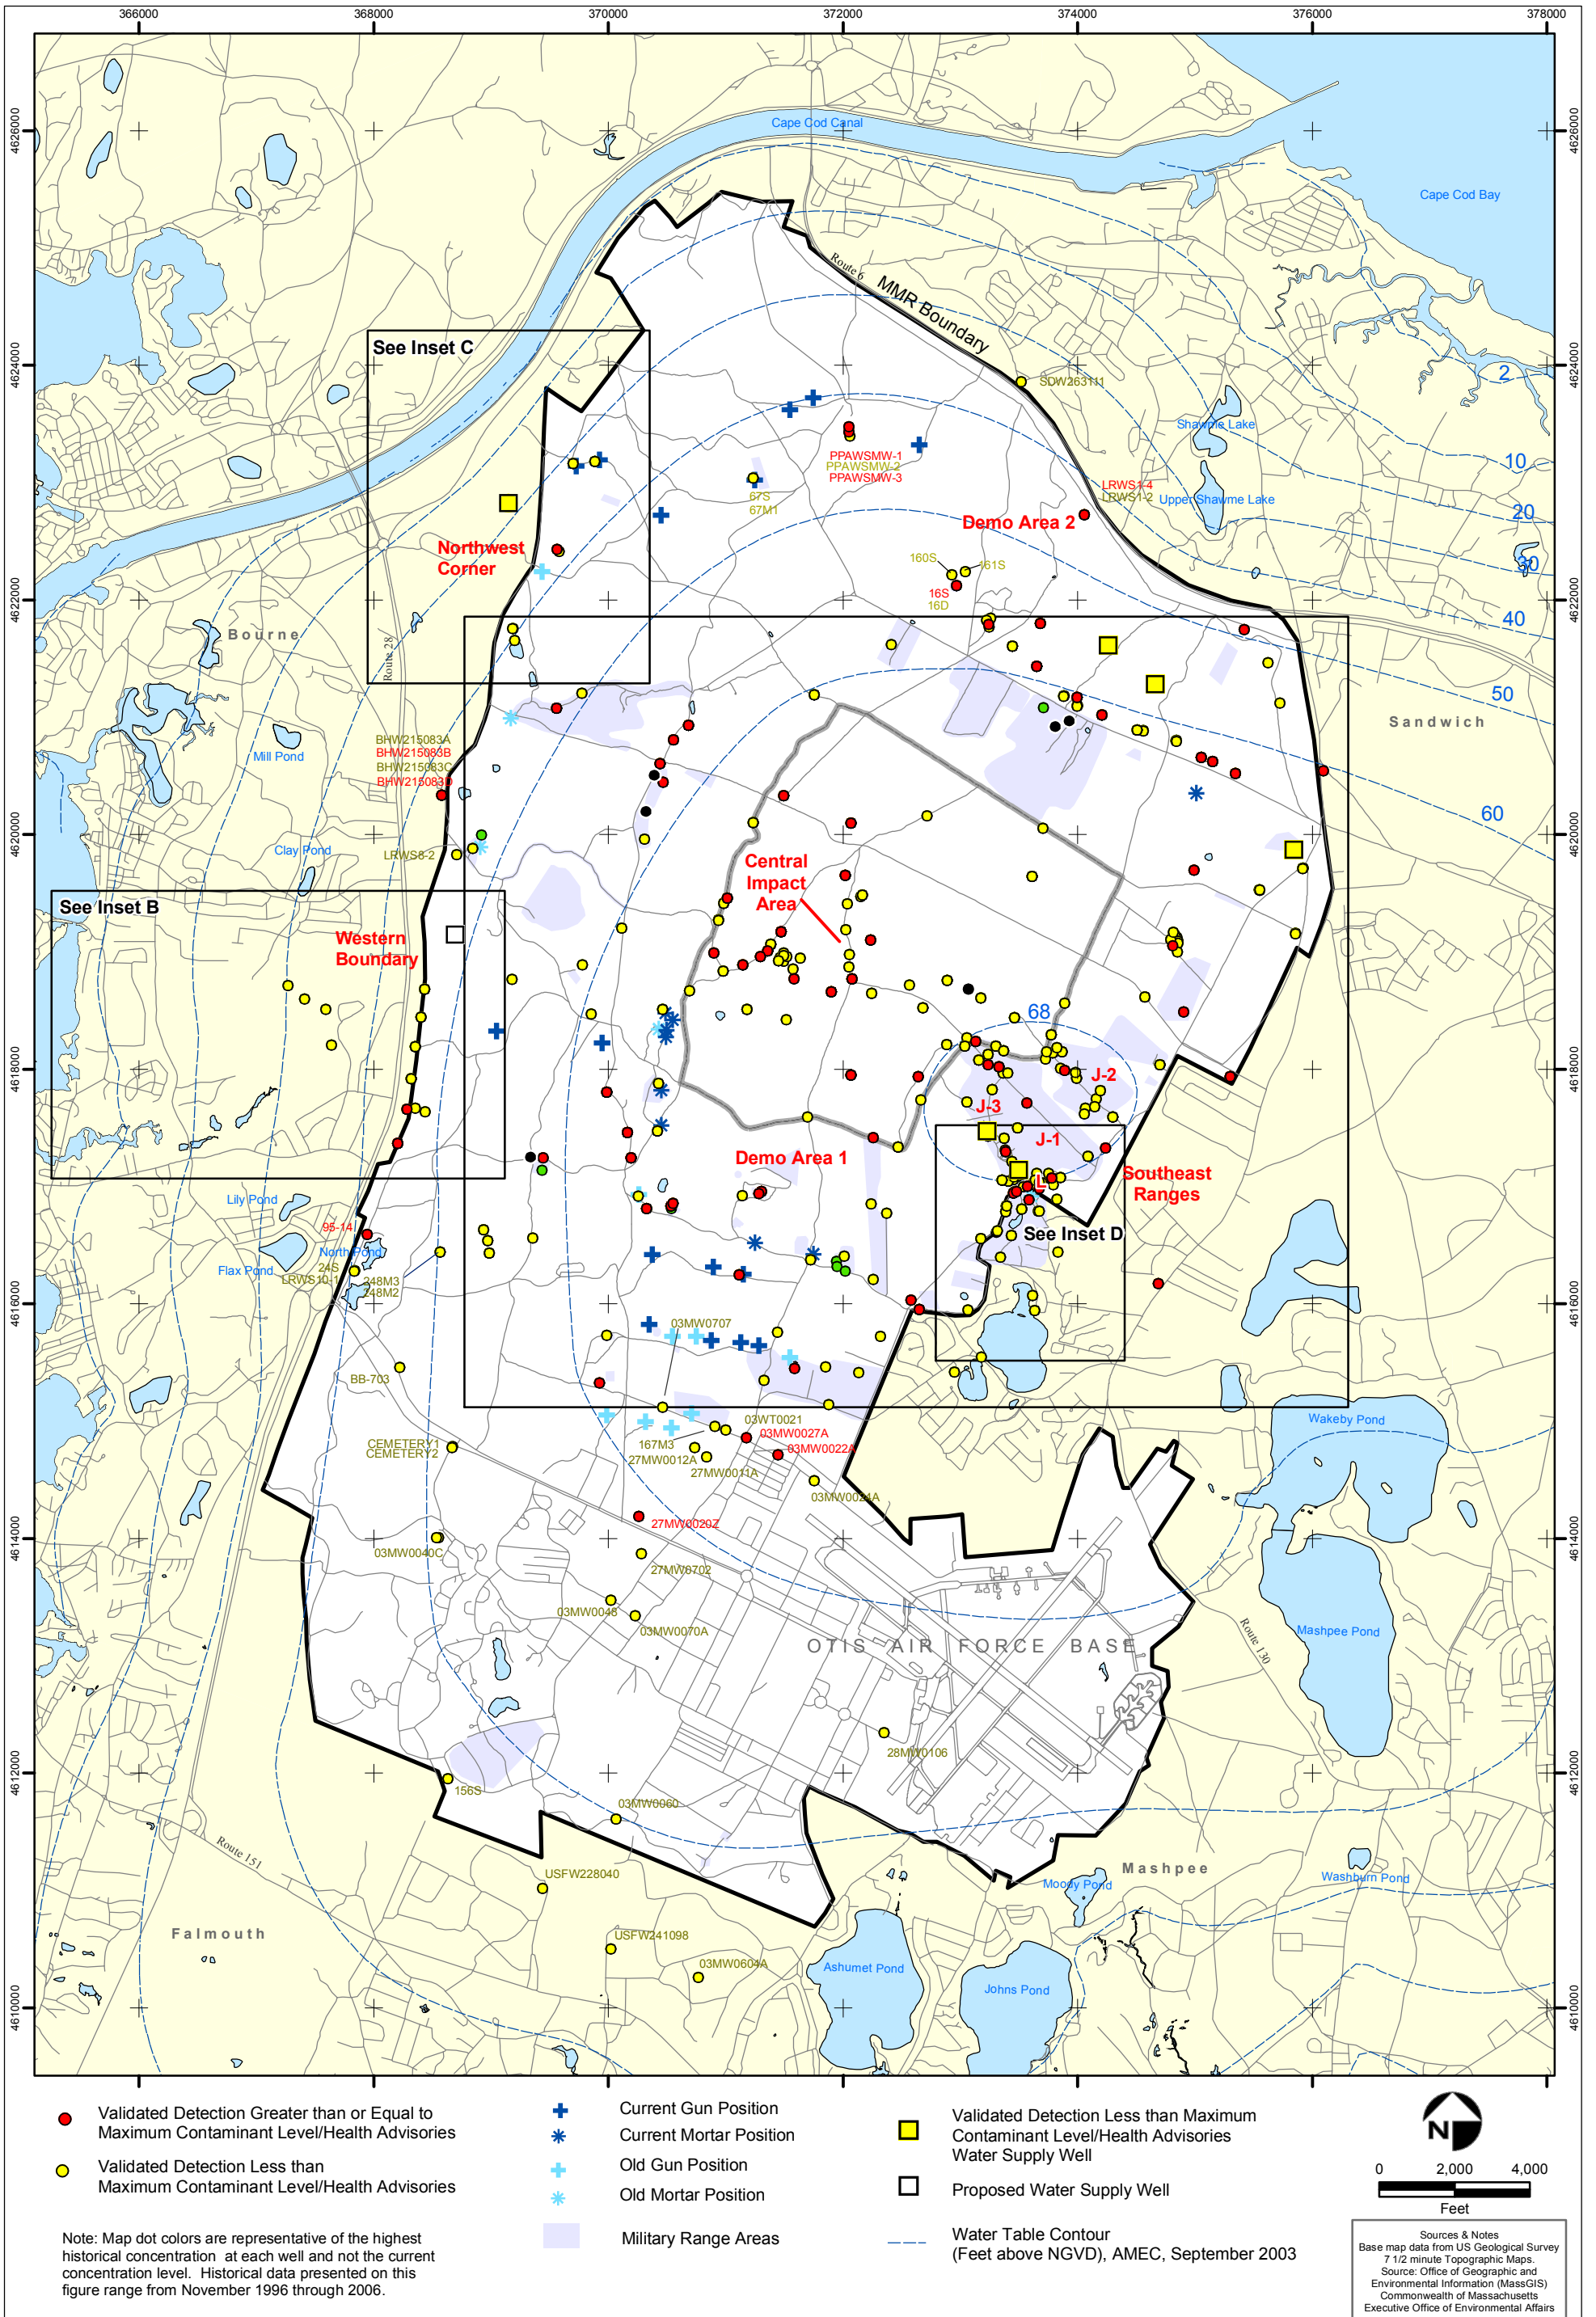 366000
368000
370000
372000
374000
376000
378000
4626000
4626000
Cape Cod Canal
Cape Cod Bay
Route 6
MMR Boundary
4624000
4624000
See Inset C
2
SDW263111
Shawme Lake
PPAWSMW-1
PPAWSMW-2
PPAWSMW-3
10
67S
67M1
LRWS1-4
LRWS1-2
Upper Shawme Lake
20
Demo Area 2
Northwest
Corner
30
160S
161S
16S
16D
4622000
4622000
40
Bourne
Route 28
50
Sandwich
BHW215083A
BHW215083B
BHW215083C
BHW215083D
Mill Pond
60
4620000
4620000
Clay Pond
LRWS8-2
Central
Impact
Area
See Inset B
Western
Boundary
68
4618000
4618000
J-2
J-3
J-1
Demo Area 1
Southeast
Ranges
L
Lily Pond
95-14
See Inset D
North Pond
Flax Pond
24S
LRWS10-1
248M3
248M2
4616000
4616000
03MW0707
BB-703
Wakeby Pond
03WT0021
03MW0027A
CEMETERY1
CEMETERY2
167M3
03MW0022A
27MW0012A
27MW0011A
03MW0024A
27MW0020Z
4614000
4614000
03MW0040C
27MW0702
03MW0048
03MW0070A
OTIS AIR FORCE BASE
Route 130
Mashpee Pond
28MW0106
4612000
4612000
156S
03MW0060
Route 151
USFW228040
Mashpee
Moody Pond
Washburn Pond
Falmouth
USFW241098
03MW0604A
Ashumet Pond
Johns Pond
4610000
4610000
Validated Detection Greater than or Equal to
Maximum Contaminant Level/Health Advisories
Validated Detection Less than
Maximum Contaminant Level/Health Advisories
Note: Map dot colors are representative of the highest
historical concentration at each well and not the current
concentration level. Historical data presented on this
figure range from November 1996 through 2006.
Current Gun Position
Current Mortar Position
Old Gun Position
Old Mortar Position
Military Range Areas
Validated Detection Less than Maximum
Contaminant Level/Health Advisories
Water Supply Well
Proposed Water Supply Well
Water Table Contour
(Feet above NGVD), AMEC, September 2003
N
0 2,000 4,000
Feet
Sources & Notes
Base map data from US Geological Survey
7 1/2 minute Topographic Maps.
Source: Office of Geographic and
Environmental Information (MassGIS)
Commonwealth of Massachusetts
Executive Office of Environmental Affairs